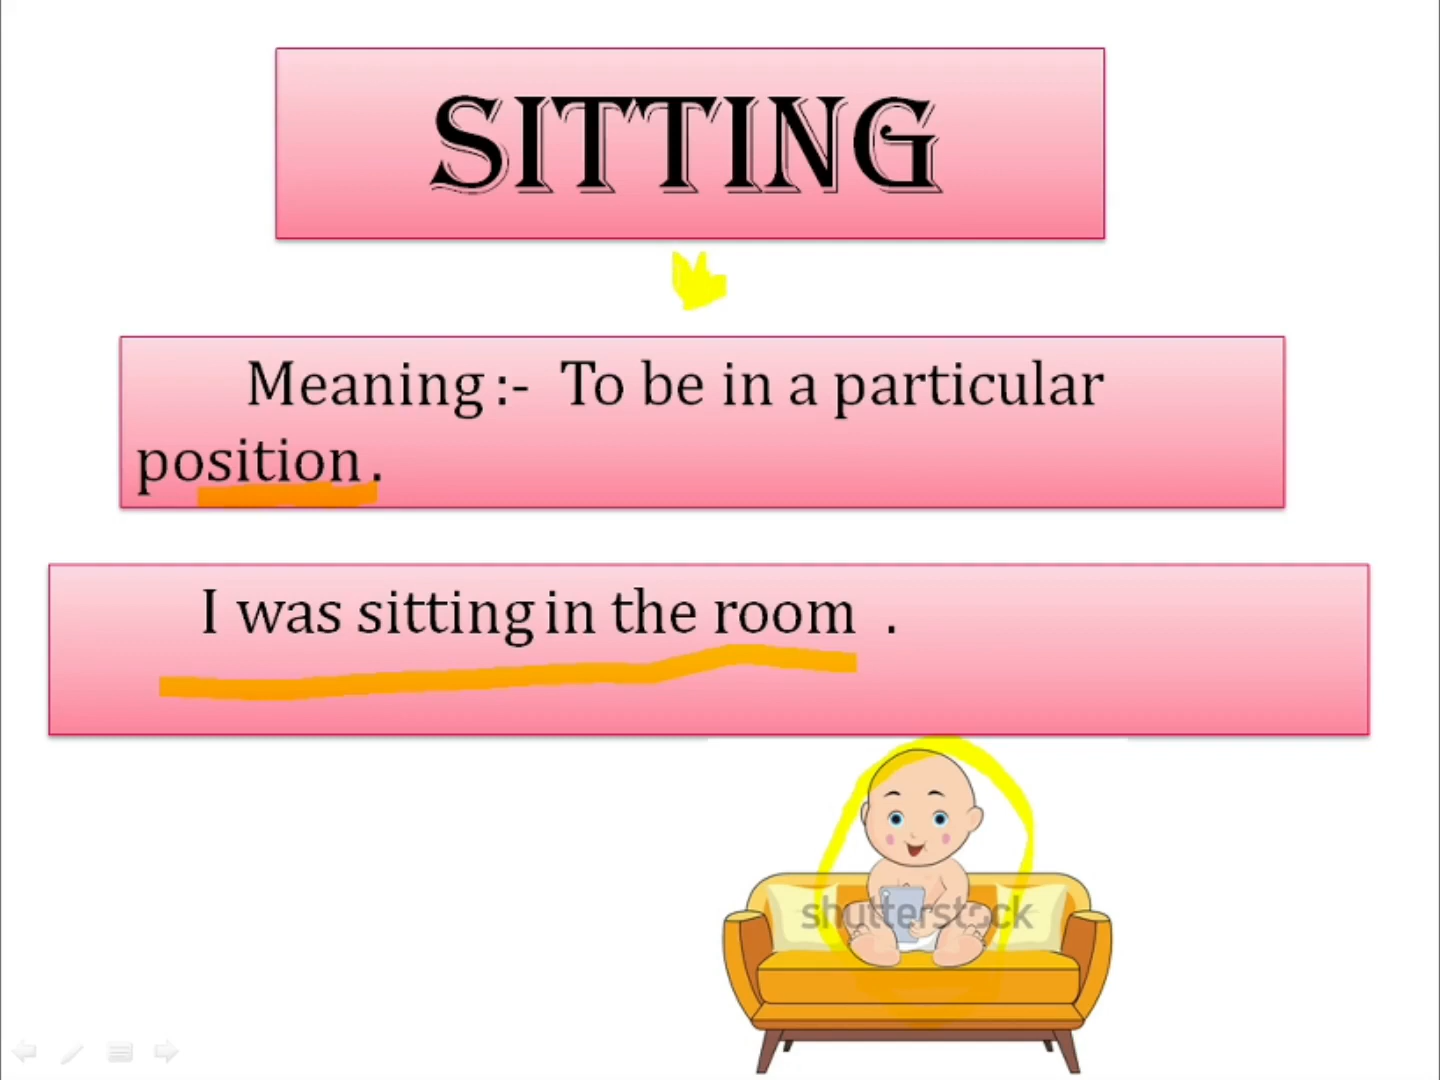 SITTING
Meaning :- To be in a particular
position .
I was sitting in the room .
shutterstock